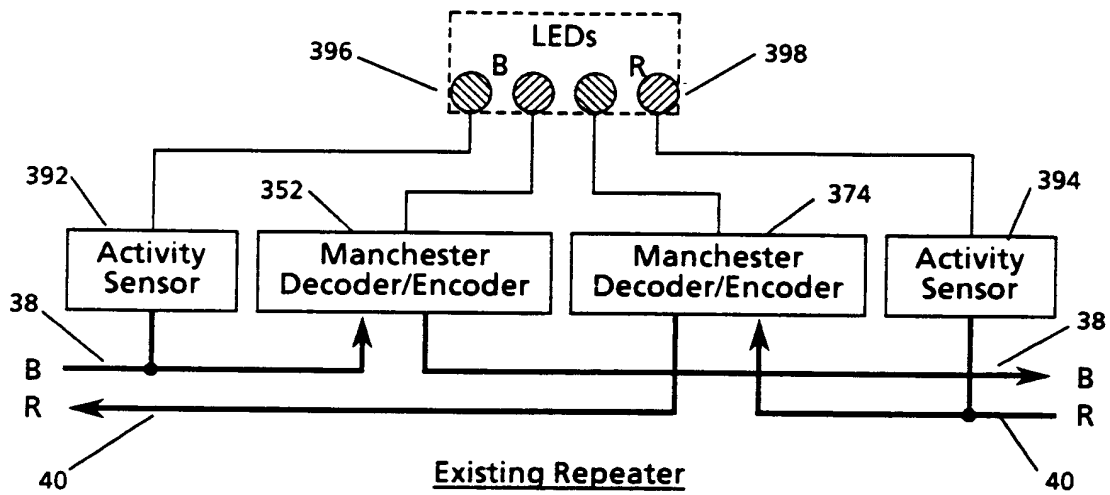 LEDs
396
B
R
398
392
352
374
394
Activity
Sensor
Manchester
Decoder/Encoder
Manchester
Decoder/Encoder
Activity
Sensor
38
38
B
B
R
R
40
40
Existing Repeater